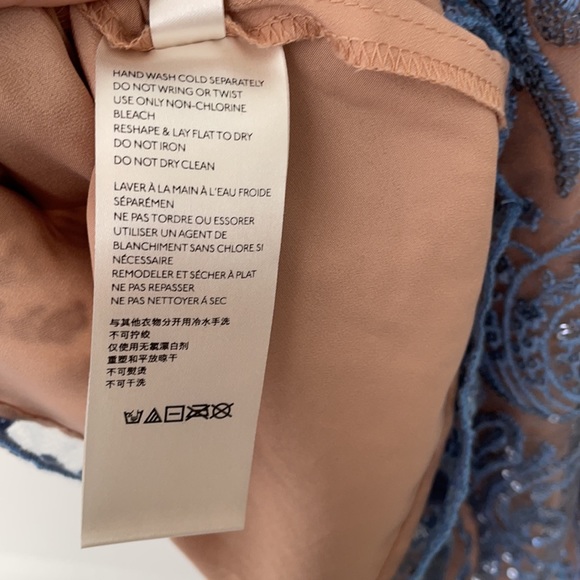 HAND WASH COLD SEPARATELY
DO NOT WRING OR TWIST
USE ONLY NON-CHLORINE
BLEACH
RESHAPE & LAY FLAT TO DRY
DO NOT IRON
DO NOT DRY CLEAN
LAVER À LA MAIN À L'EAU FROIDE
SÉPARÉMEN
NE PAS TORDRE OU ESSORER
UTILISER UN AGENT DE
BLANCHIMENT SANS CHLORE SI
NÉCESSAIRE
REMODELER ET SÉCHER À PLAT
NE PAS REPASSER
NE PAS NETTOYER À SEC
与其他衣物分开用冷水手洗
不可拧绞
仅使用无氯漂白剂
重塑和平放晾干
不可熨烫
不可干洗